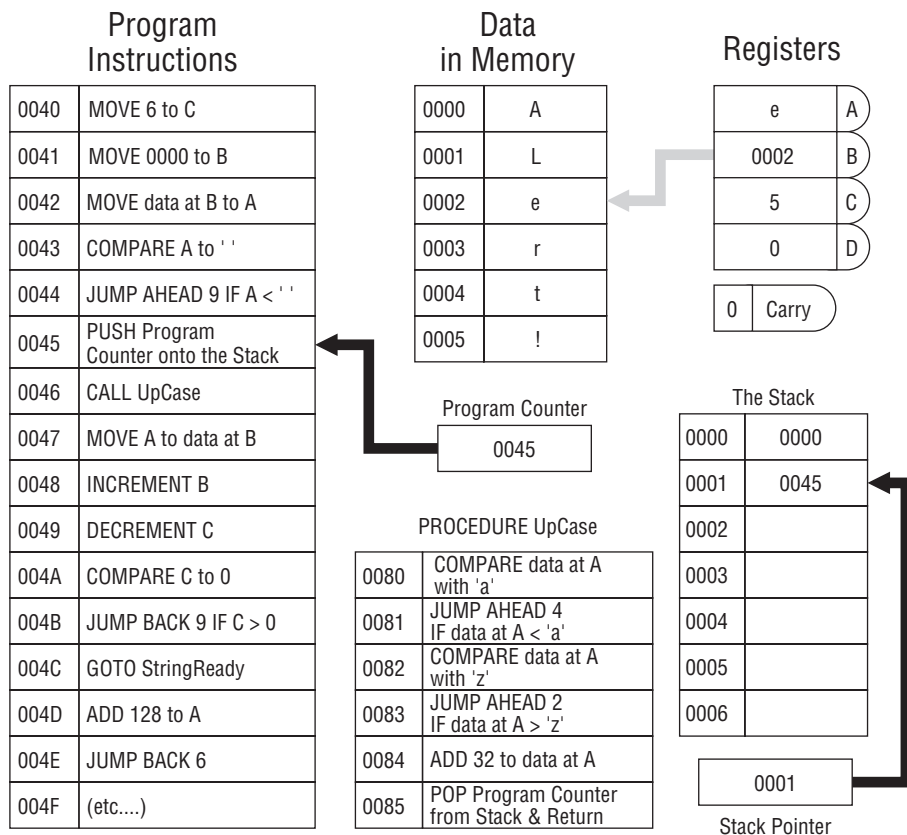 Program
Instructions
0040 MOVE 6 to C
0041 MOVE 0000 to B
0042 MOVE data at B to A
0043 COMPARE A to ' '
0044 JUMP AHEAD 9 IF A < ' '
0045 PUSH Program
Counter onto the Stack
0046 CALL UpCase
0047 MOVE A to data at B
0048 INCREMENT B
0049 DECREMENT C
004A COMPARE C to 0
004B JUMP BACK 9 IF C > 0
004C GOTO StringReady
004D ADD 128 to A
004E JUMP BACK 6
004F (etc....)
Data
in Memory
0000 A
0001 L
0002 e
0003 r
0004 t
0005 !
Registers
e A
0002 B
5 C
0 D
0 Carry
Program Counter
0045
PROCEDURE UpCase
0080 COMPARE data at A
with 'a'
0081 JUMP AHEAD 4
IF data at A < 'a'
0082 COMPARE data at A
with 'z'
0083 JUMP AHEAD 2
IF data at A > 'z'
0084 ADD 32 to data at A
0085 POP Program Counter
from Stack & Return
The Stack
0000 0000
0001 0045
0002
0003
0004
0005
0006
0001
Stack Pointer